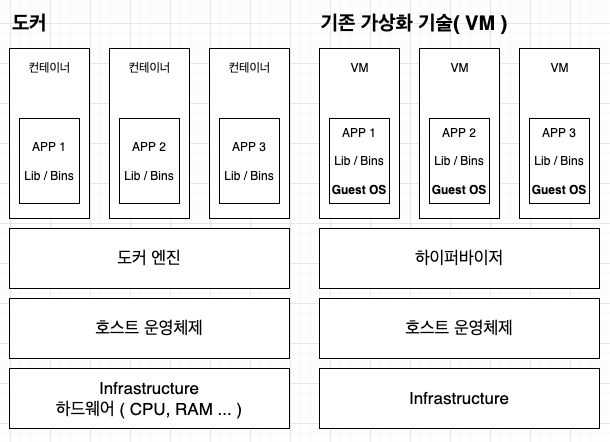 도커
컨테이너
APP 1
Lib / Bins
컨테이너
APP 2
Lib / Bins
컨테이너
APP 3
Lib / Bins
도커 엔진
호스트 운영체제
Infrastructure
하드웨어 ( CPU, RAM ... )
기존 가상화 기술( VM )
VM
APP 1
Lib / Bins
Guest OS
VM
APP 2
Lib / Bins
Guest OS
VM
APP 3
Lib / Bins
Guest OS
하이퍼바이저
호스트 운영체제
Infrastructure